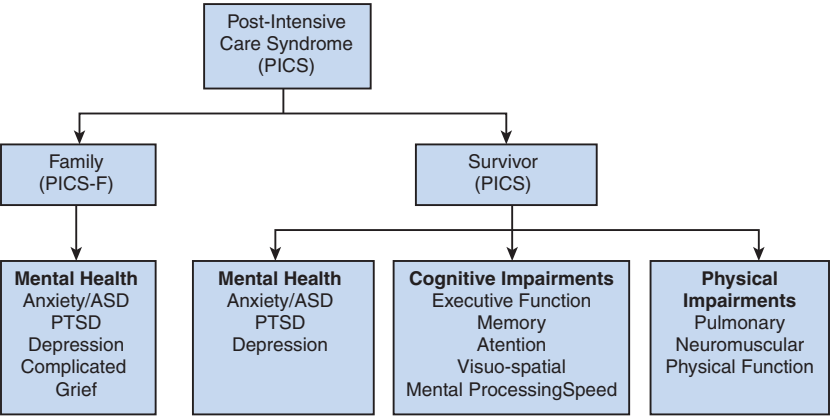 Post-Intensive
Care Syndrome
(PICS)
Family
(PICS-F)
Survivor
(PICS)
Mental Health
Anxiety/ASD
PTSD
Depression
Complicated
Grief
Mental Health
Anxiety/ASD
PTSD
Depression
Cognitive Impairments
Executive Function
Memory
Atention
Visuo-spatial
Mental ProcessingSpeed
Physical
Impairments
Pulmonary
Neuromuscular
Physical Function